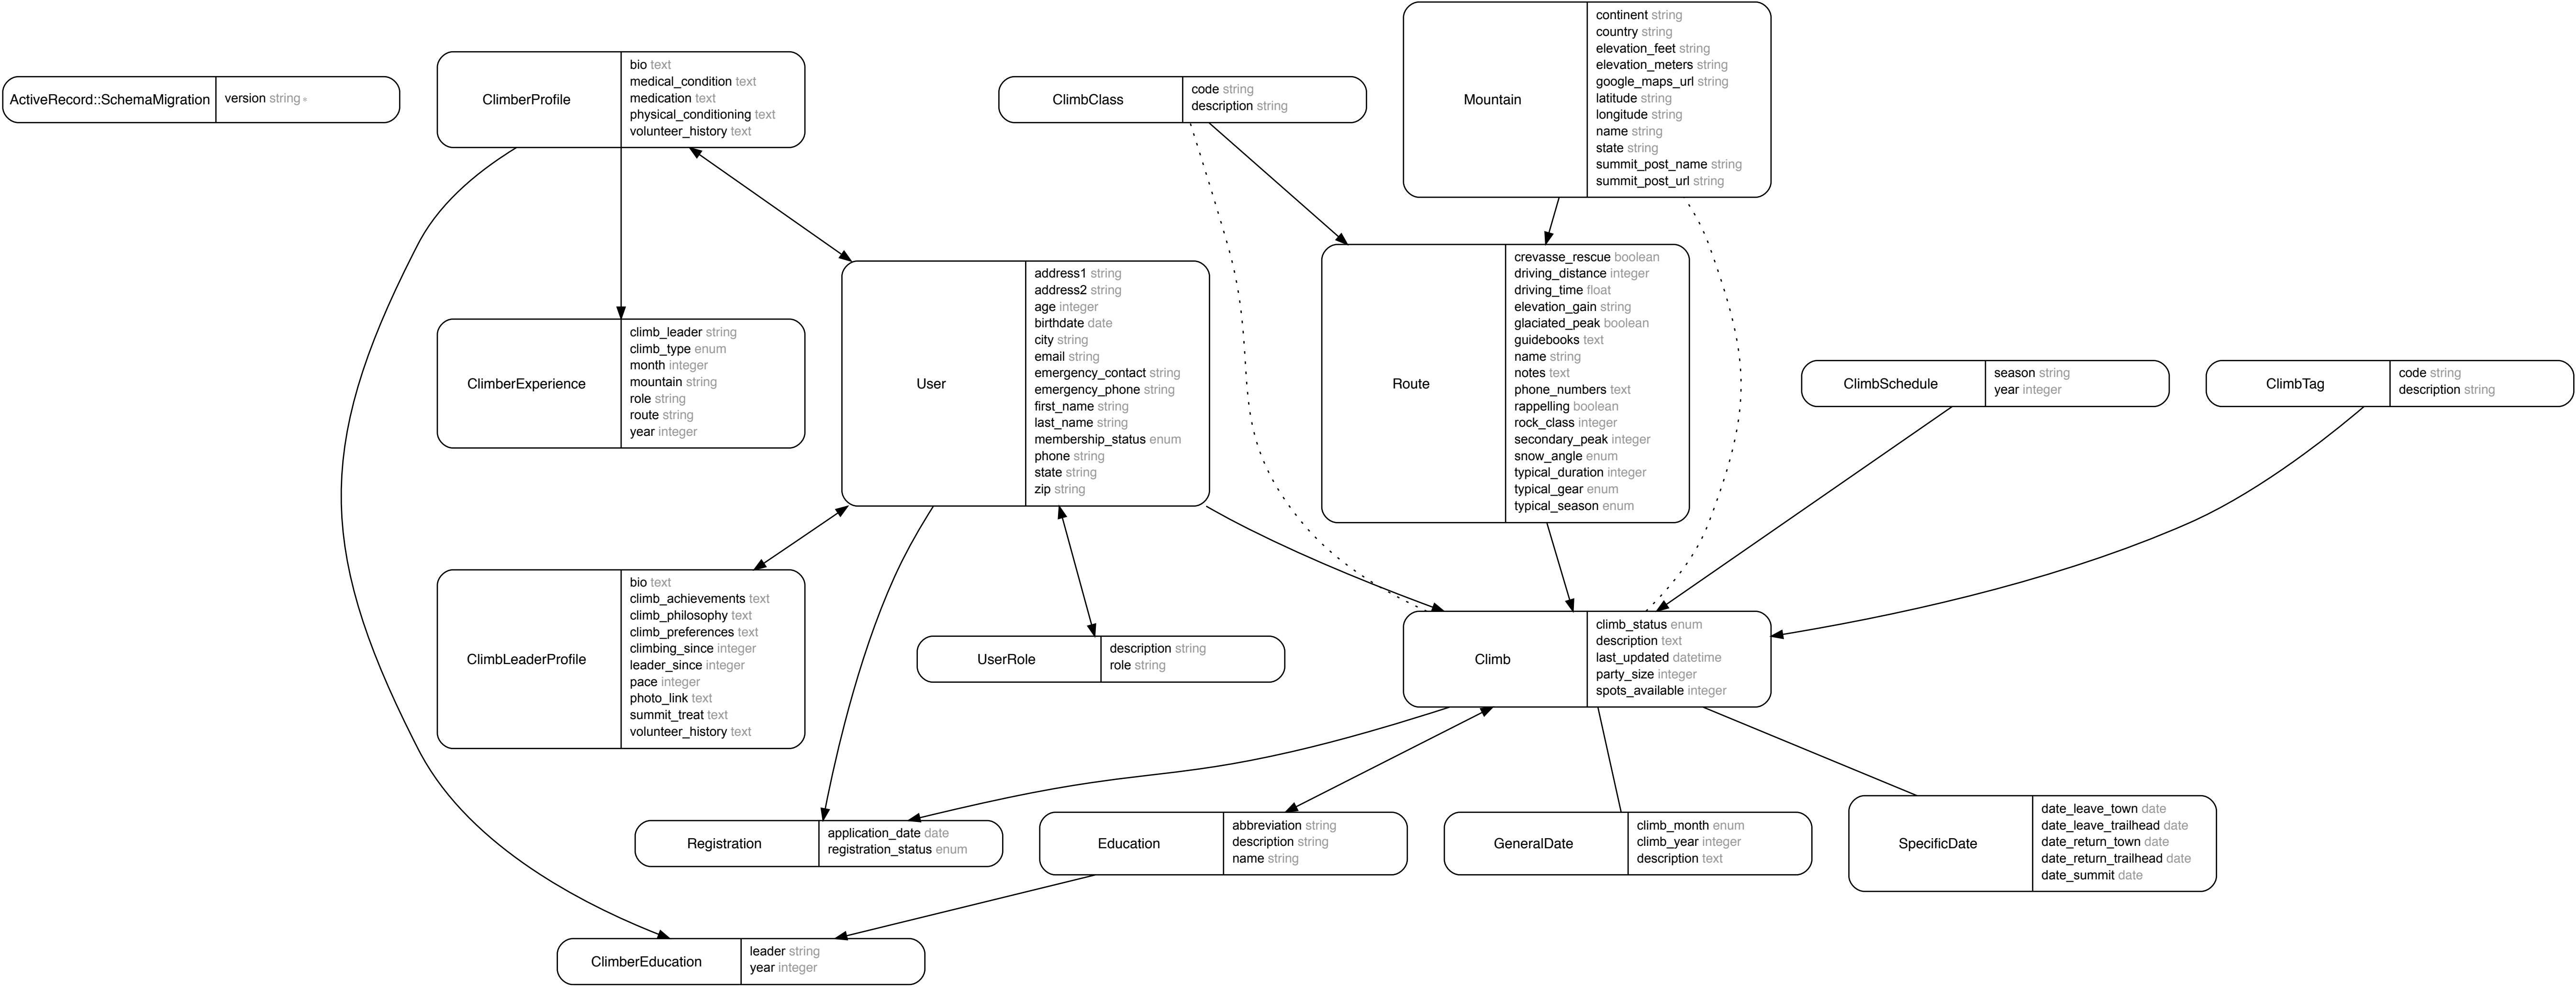 ActiveRecord::SchemaMigration
version string *
ClimberProfile
bio text
medical_condition text
medication text
physical_conditioning text
volunteer_history text
ClimbClass
code string
description string
Mountain
continent string
country string
elevation_feet string
elevation_meters string
google_maps_url string
latitude string
longitude string
name string
state string
summit_post_name string
summit_post_url string
ClimberExperience
climb_leader string
climb_type enum
month integer
mountain string
role string
route string
year integer
User
address1 string
address2 string
age integer
birthdate date
city string
email string
emergency_contact string
emergency_phone string
first_name string
last_name string
membership_status enum
phone string
state string
zip string
Route
crevasse_rescue boolean
driving_distance integer
driving_time float
elevation_gain string
glaciated_peak boolean
guidebooks text
name string
notes text
phone_numbers text
rappelling boolean
rock_class integer
secondary_peak integer
snow_angle enum
typical_duration integer
typical_gear enum
typical_season enum
ClimbSchedule
season string
year integer
ClimbTag
code string
description string
ClimbLeaderProfile
bio text
climb_achievements text
climb_philosophy text
climb_preferences text
climbing_since integer
leader_since integer
pace integer
photo_link text
summit_treat text
volunteer_history text
UserRole
description string
role string
Climb
climb_status enum
description text
last_updated datetime
party_size integer
spots_available integer
Registration
application_date date
registration_status enum
Education
abbreviation string
description string
name string
GeneralDate
climb_month enum
climb_year integer
description text
SpecificDate
date_leave_town date
date_leave_trailhead date
date_return_town date
date_return_trailhead date
date_summit date
ClimberEducation
leader string
year integer